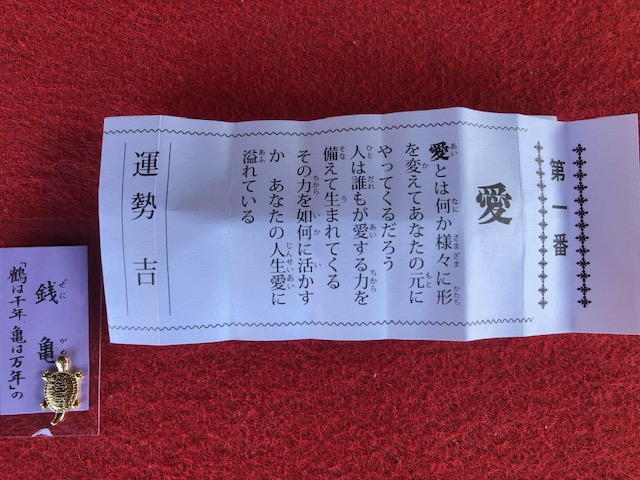 第一番
愛
愛とは何か様々に形
を変えてあなたの元に
やってくるだろう
人は誰もが愛する力を
備えて生まれてくる
その力を如何に活かす
か　あなたの人生愛に
溢れている
運勢　吉
銭亀
「鶴は千年 亀は万年」の